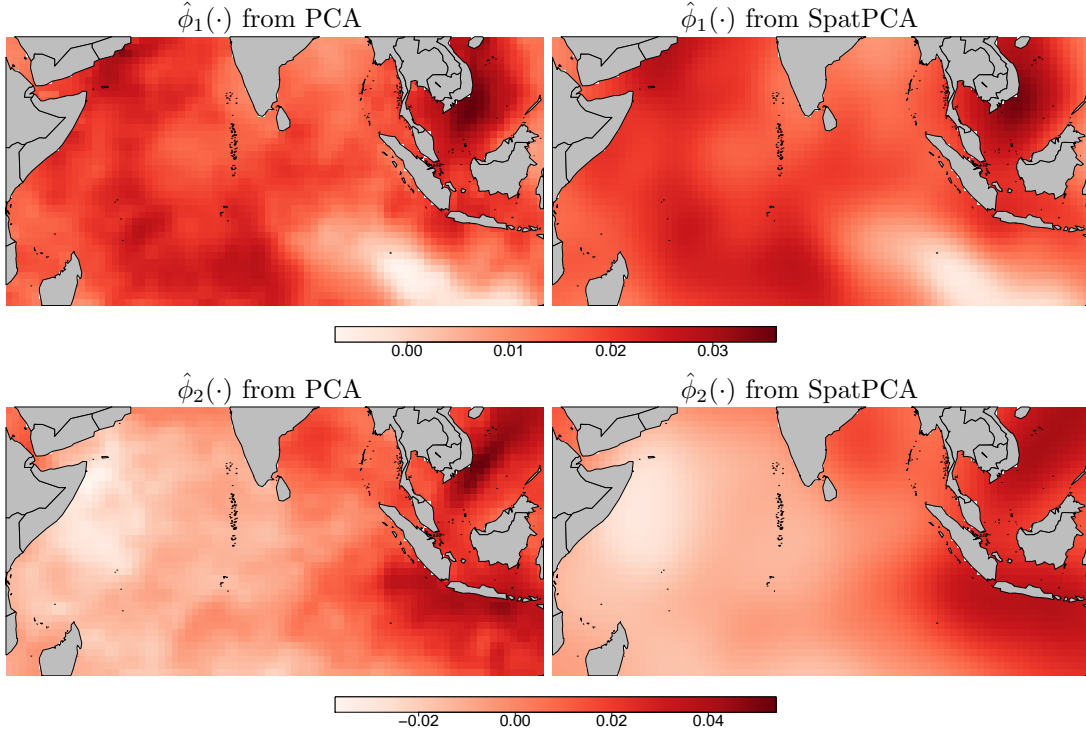 ϕ̂₁(·) from PCA
ϕ̂₁(·) from SpatPCA
0.00 0.01 0.02 0.03
ϕ̂₂(·) from PCA
ϕ̂₂(·) from SpatPCA
−0.02 0.00 0.02 0.04